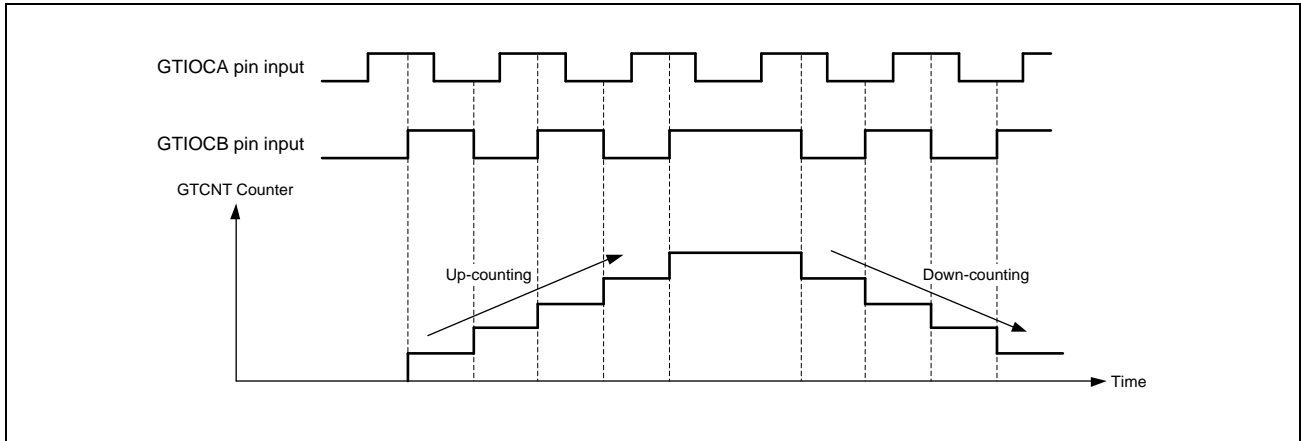 GTIOCA pin input
GTIOCB pin input
GTCNT Counter
Up-counting
Down-counting
Time